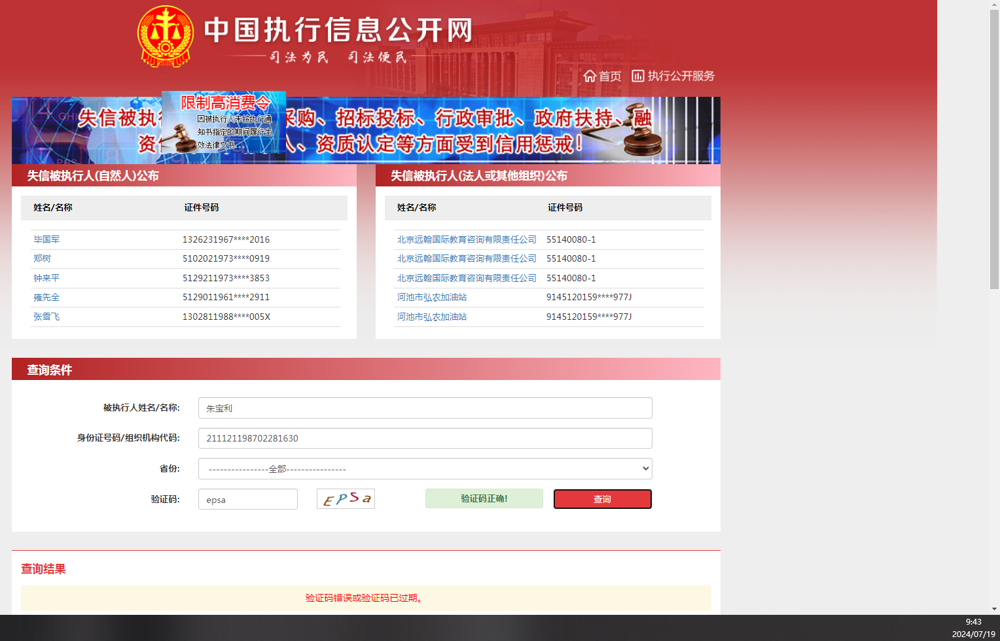 中国执行信息公开网
司法为民 司法便民
首页 执行公开服务
限制高消费令
因被执行人未按执行通
知书指定的期间履行生
效法律文书...
失信被执 采购、招标投标、行政审批、政府扶持、融
资 、资质认定等方面受到信用惩戒！
失信被执行人(自然人)公布
姓名/名称 证件号码
毕国军 1326231967****2016
郑树 5102021973****0919
钟来平 5129211973****3853
雍先全 5129011961****2911
张雪飞 1302811988****005X
失信被执行人(法人或其他组织)公布
姓名/名称 证件号码
北京远翰国际教育咨询有限责任公司 55140080-1
北京远翰国际教育咨询有限责任公司 55140080-1
北京远翰国际教育咨询有限责任公司 55140080-1
河池市弘农加油站 9145120159****977J
河池市弘农加油站 9145120159****977J
查询条件
被执行人姓名/名称: 朱宝利
身份证号码/组织机构代码: 211121198702281630
省份: ----------------全部----------------
验证码: epsa EPSa 验证码正确! 查询
查询结果
验证码错误或验证码已过期。
9:43
2024/07/19